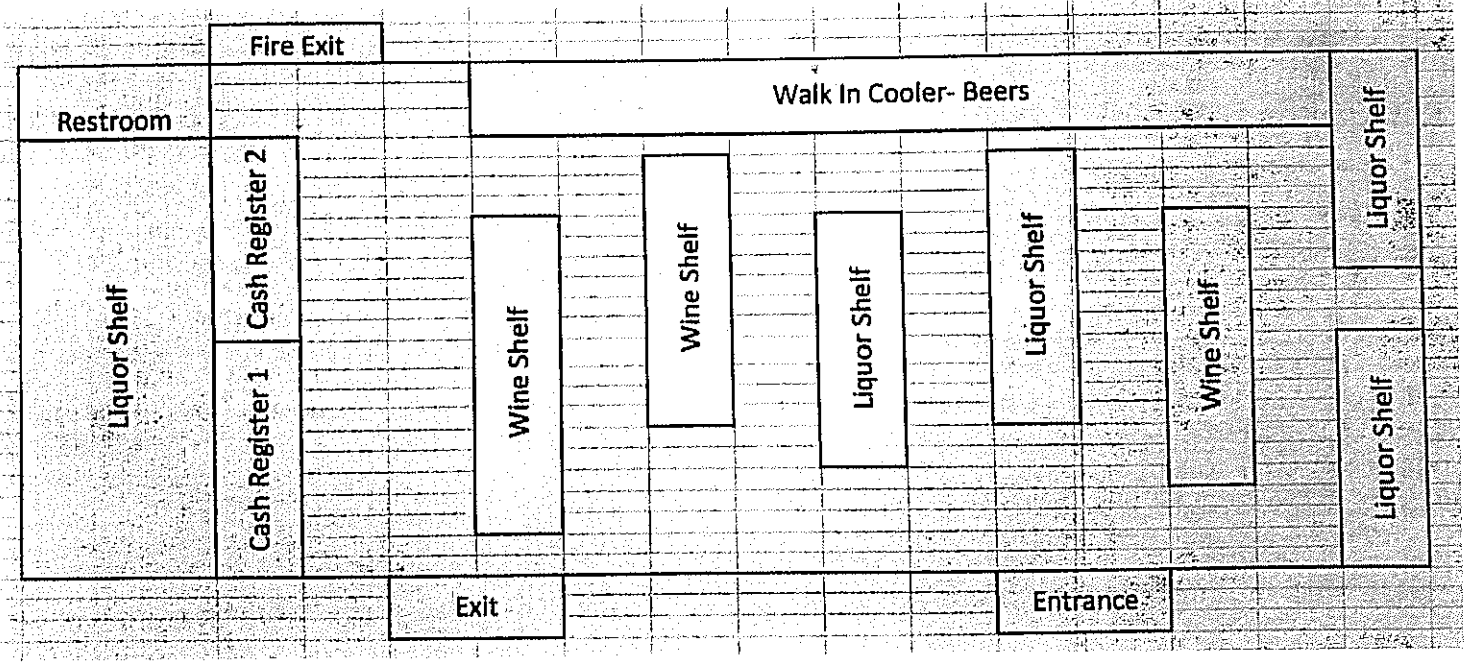 Fire Exit
Walk In Cooler- Beers
Restroom
Liquor Shelf
Cash Register 2
Cash Register 1
Wine Shelf
Wine Shelf
Liquor Shelf
Liquor Shelf
Wine Shelf
Liquor Shelf
Liquor Shelf
Exit
Entrance